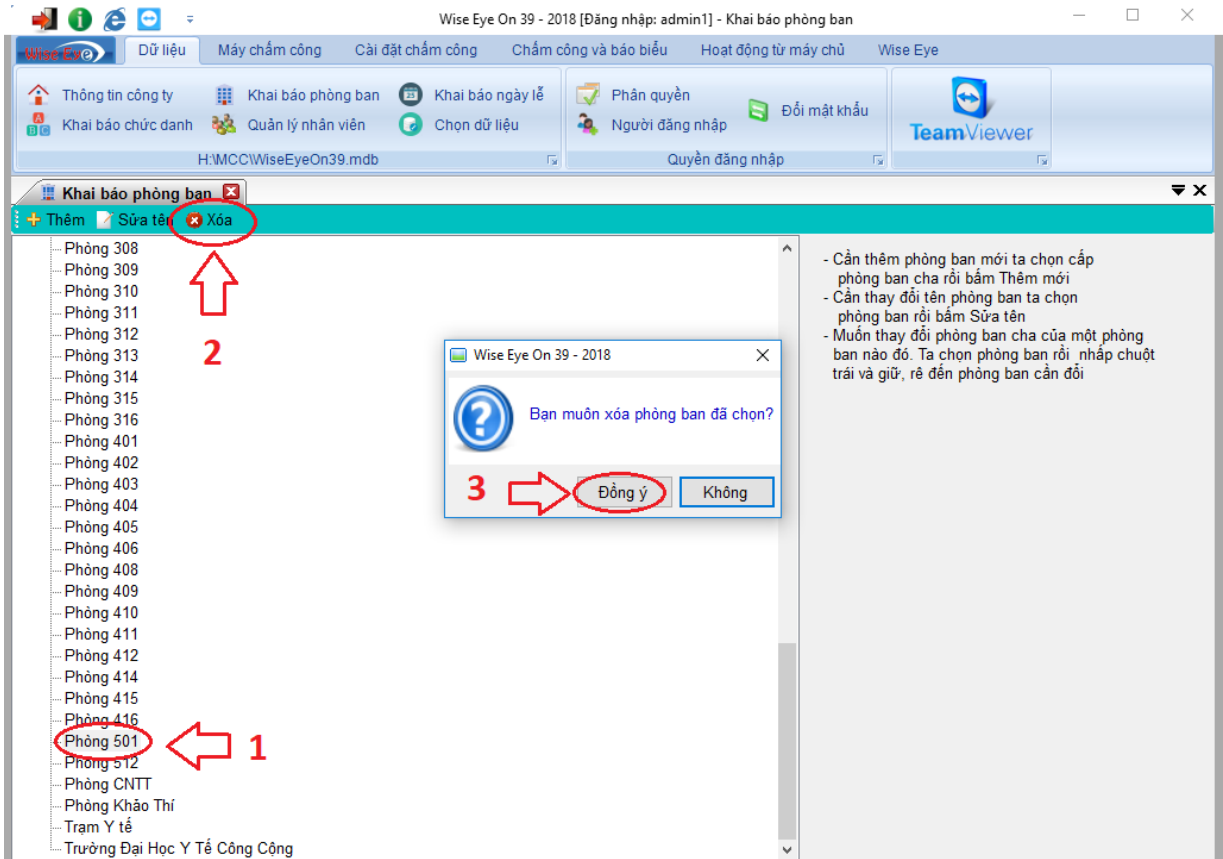 Wise Eye On 39 - 2018 [Đăng nhập: admin1] - Khai báo phòng ban
Wise Eye Dữ liệu Máy chấm công Cài đặt chấm công Chấm công và báo biểu Hoạt động từ máy chủ Wise Eye
Thông tin công ty Khai báo phòng ban Khai báo ngày lễ Phân quyền
Đổi mật khẩu
Khai báo chức danh Quản lý nhân viên Chọn dữ liệu Người đăng nhập
TeamViewer
H:\MCC\WiseEyeOn39.mdb Quyền đăng nhập
Khai báo phòng ban
Thêm Sửa tên Xóa
Phòng 308
Phòng 309
Phòng 310
Phòng 311
Phòng 312
Phòng 313
Phòng 314
Phòng 315
Phòng 316
Phòng 401
Phòng 402
Phòng 403
Phòng 404
Phòng 405
Phòng 406
Phòng 408
Phòng 409
Phòng 410
Phòng 411
Phòng 412
Phòng 414
Phòng 415
Phòng 416
Phòng 501
Phòng 512
Phòng CNTT
Phòng Khảo Thí
Trạm Y tế
Trường Đại Học Y Tế Công Cộng
2
1
Wise Eye On 39 - 2018
Bạn muôn xóa phòng ban đã chọn?
3
Đồng ý Không
- Cần thêm phòng ban mới ta chọn cấp
phòng ban cha rồi bấm Thêm mới
- Cần thay đổi tên phòng ban ta chọn
phòng ban rồi bấm Sửa tên
- Muốn thay đổi phòng ban cha của một phòng
ban nào đó. Ta chọn phòng ban rồi nhấp chuột
trái và giữ, rê đến phòng ban cần đổi